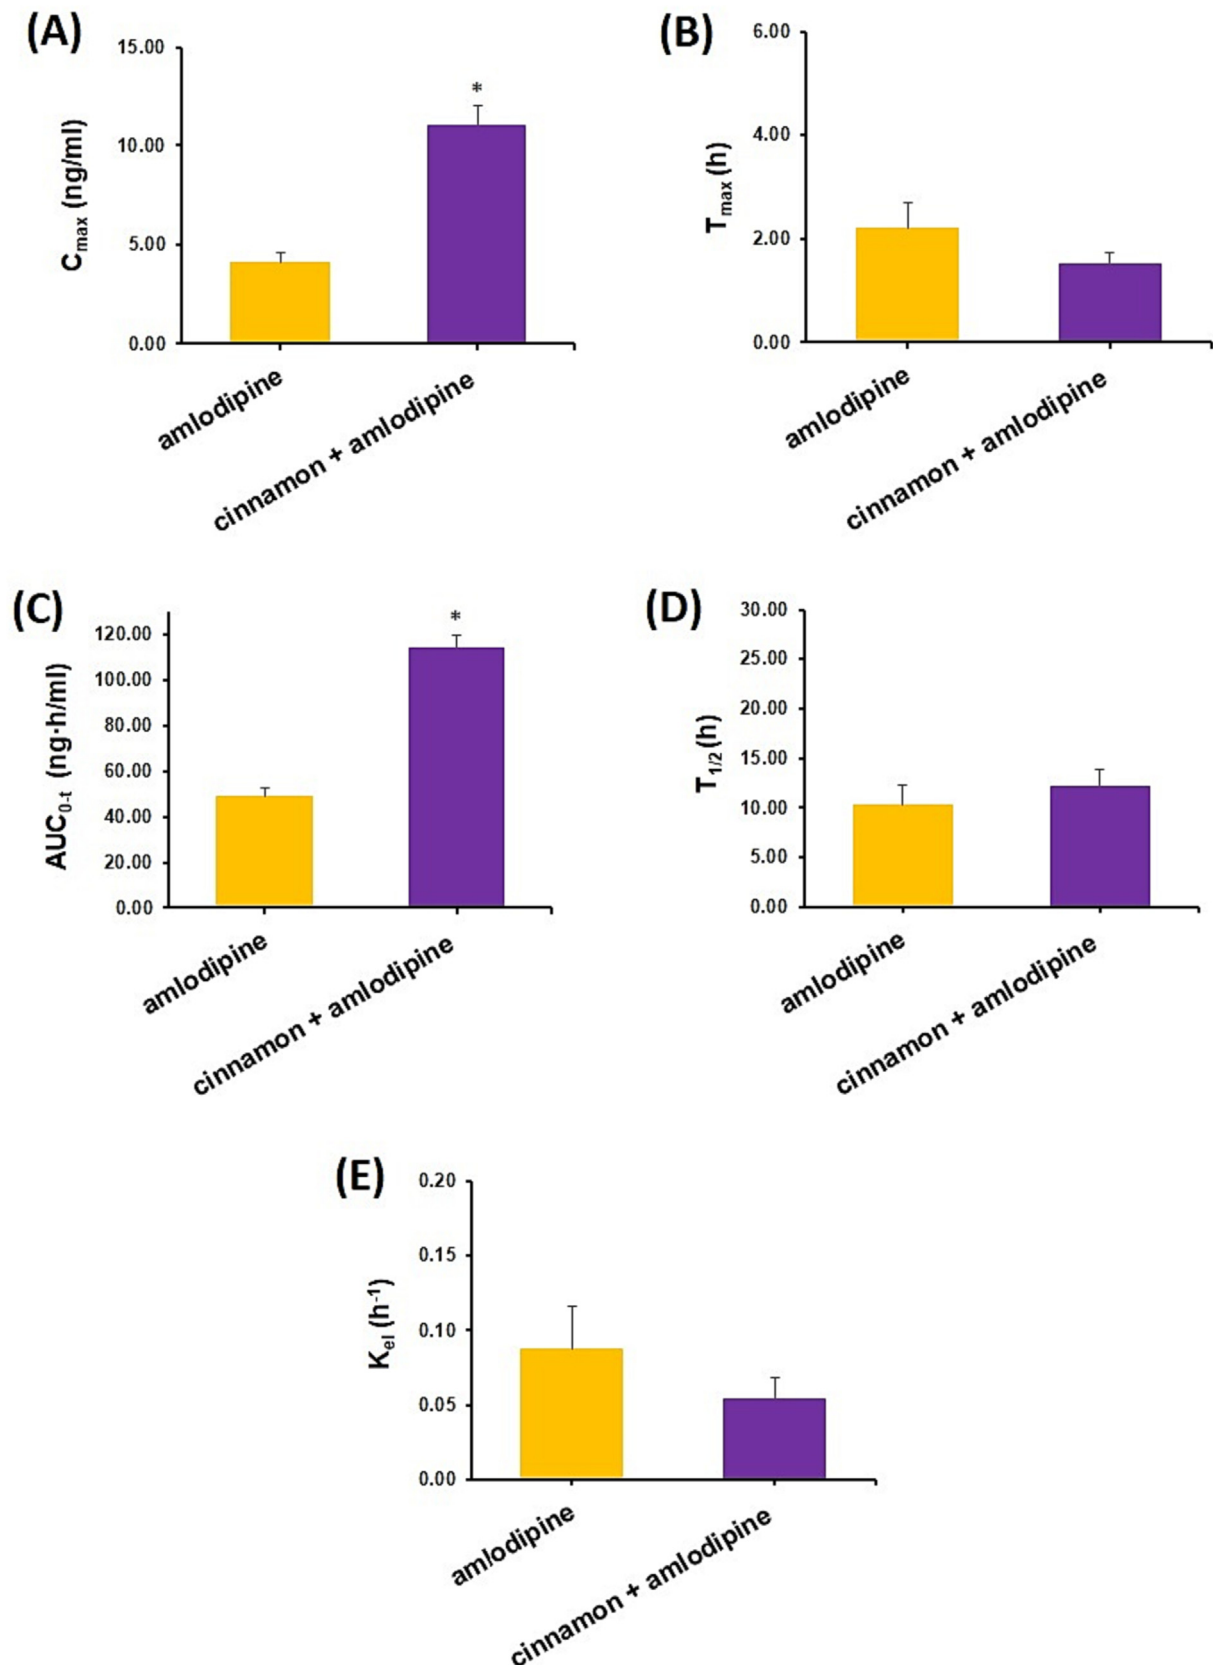 (A)
15.00
10.00
5.00
0.00
Cmax (ng/ml)
*
amlodipine
cinnamon + amlodipine
(B)
6.00
4.00
2.00
0.00
Tmax (h)
amlodipine
cinnamon + amlodipine
(C)
120.00
100.00
80.00
60.00
40.00
20.00
0.00
AUC0-t (ng·h/ml)
*
amlodipine
cinnamon + amlodipine
(D)
30.00
25.00
20.00
15.00
10.00
5.00
0.00
T1/2 (h)
amlodipine
cinnamon + amlodipine
(E)
0.20
0.15
0.10
0.05
0.00
Kel (h-1)
amlodipine
cinnamon + amlodipine